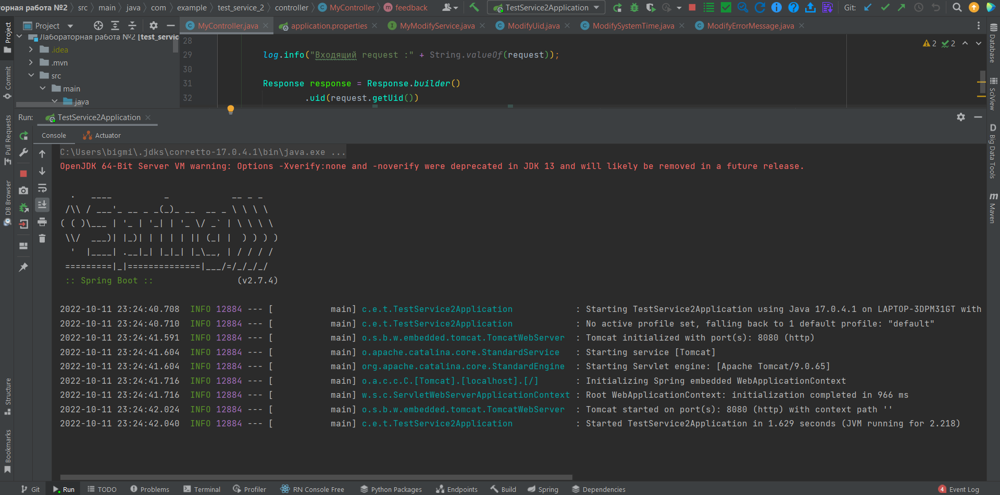 орная работа №2 src main java com example test_service_2 controller MyController feedback TestService2Application Git:
Project
MyController.java application.properties MyModifyService.java ModifyUid.java ModifySystemTime.java ModifyErrorMessage.java
Лабораторная работа №2 [test_servic
.idea
.mvn
src
main
java
28
29 log.info("Входящий request :" + String.valueOf(request));
30
31 Response response = Response.builder()
32 .uid(request.getUid())
2 2
Run: TestService2Application
Console Actuator
C:\Users\bigmi\.jdks\corretto-17.0.4.1\bin\java.exe ...
OpenJDK 64-Bit Server VM warning: Options -Xverify:none and -noverify were deprecated in JDK 13 and will likely be removed in a future release.
  .   ____          _            __ _ _
 /\\ / ___'_ __ _ _(_)_ __  __ _ \ \ \ \
( ( )\___ | '_ | '_| | '_ \/ _` | \ \ \ \
 \\/  ___)| |_)| | | | | || (_| |  ) ) ) )
  '  |____| .__|_| |_|_| |_\__, | / / / /
 =========|_|==============|___/=/_/_/_/
 :: Spring Boot ::                (v2.7.4)
2022-10-11 23:24:40.708  INFO 12884 --- [           main] c.e.t.TestService2Application            : Starting TestService2Application using Java 17.0.4.1 on LAPTOP-3DPM31GT with
2022-10-11 23:24:40.710  INFO 12884 --- [           main] c.e.t.TestService2Application            : No active profile set, falling back to 1 default profile: "default"
2022-10-11 23:24:41.591  INFO 12884 --- [           main] o.s.b.w.embedded.tomcat.TomcatWebServer  : Tomcat initialized with port(s): 8080 (http)
2022-10-11 23:24:41.604  INFO 12884 --- [           main] o.apache.catalina.core.StandardService   : Starting service [Tomcat]
2022-10-11 23:24:41.604  INFO 12884 --- [           main] org.apache.catalina.core.StandardEngine  : Starting Servlet engine: [Apache Tomcat/9.0.65]
2022-10-11 23:24:41.716  INFO 12884 --- [           main] o.a.c.c.C.[Tomcat].[localhost].[/]       : Initializing Spring embedded WebApplicationContext
2022-10-11 23:24:41.716  INFO 12884 --- [           main] w.s.c.ServletWebServerApplicationContext : Root WebApplicationContext: initialization completed in 966 ms
2022-10-11 23:24:42.024  INFO 12884 --- [           main] o.s.b.w.embedded.tomcat.TomcatWebServer  : Tomcat started on port(s): 8080 (http) with context path ''
2022-10-11 23:24:42.040  INFO 12884 --- [           main] c.e.t.TestService2Application            : Started TestService2Application in 1.629 seconds (JVM running for 2.218)
Project
Commit
Pull Requests
DB Browser
Structure
Bookmarks
Database
SciView
D Big Data Tools
m Maven
Git Run TODO Problems Terminal Profiler RN Console Free Python Packages Endpoints Build Spring Dependencies 4 Event Log